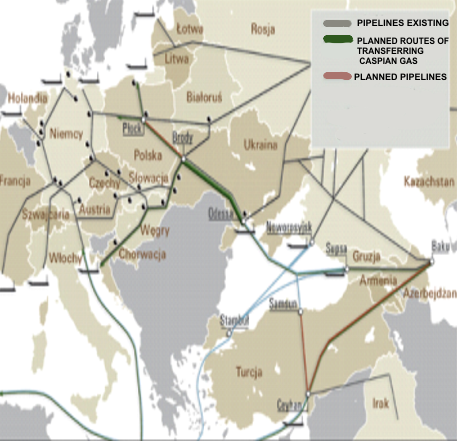 PIPELINES EXISTING
PLANNED ROUTES OF
TRANSFERRING
CASPIAN GAS
PLANNED PIPELINES
Łotwa
Rosja
Litwa
Holandia
Białoruś
Niemcy
Płock
Brody
Polska
Ukraina
Francja
Czechy
Słowacja
Kazachstan
Szwajcaria
Austria
Odessa
Noworosyjsk
Węgry
Supsa
Baku
Włochy
Chorwacja
Gruzja
Armenia
Azerbejdżan
Samsun
Stambuł
Turcja
Ceyhan
Irak